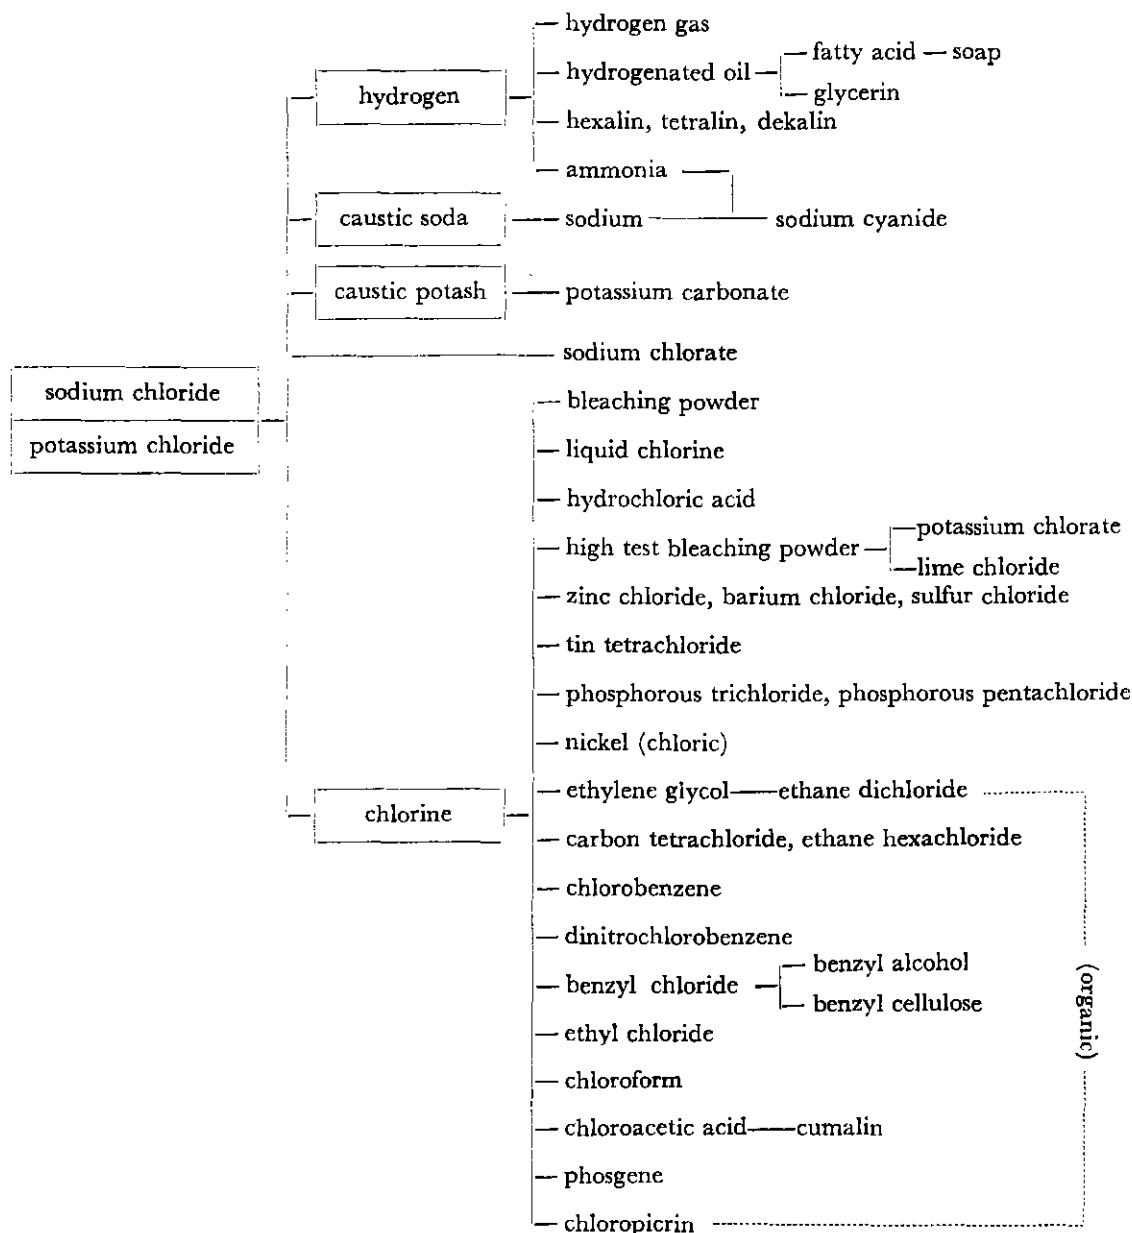 hydrogen gas
fatty acid soap
hydrogenated oil
hydrogen
glycerin
hexalin, tetralin, dekalin
ammonia
caustic soda sodium sodium cyanide
caustic potash potassium carbonate
sodium chlorate
sodium chloride
bleaching powder
potassium chloride
liquid chlorine
hydrochloric acid
potassium chlorate
high test bleaching powder
lime chloride
zinc chloride, barium chloride, sulfur chloride
tin tetrachloride
phosphorous trichloride, phosphorous pentachloride
nickel (chloric)
ethylene glycol ethane dichloride
chlorine
carbon tetrachloride, ethane hexachloride
chlorobenzene
dinitrochlorobenzene
benzyl alcohol
benzyl chloride
benzyl cellulose
(organic)
ethyl chloride
chloroform
chloroacetic acid cumalin
phosgene
chloropicrin